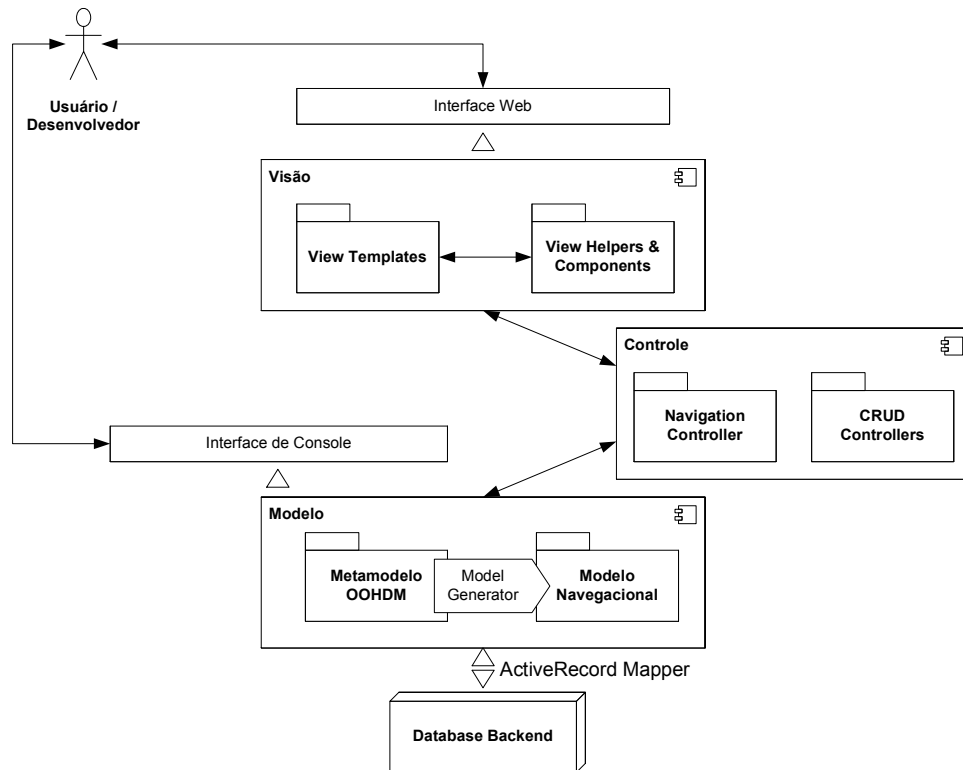 Usuário /
Desenvolvedor
Interface Web
Visão
View Templates
View Helpers &
Components
Controle
Navigation
Controller
CRUD
Controllers
Interface de Console
Modelo
Metamodelo
OOHDM
Model
Generator
Modelo
Navegacional
ActiveRecord Mapper
Database Backend